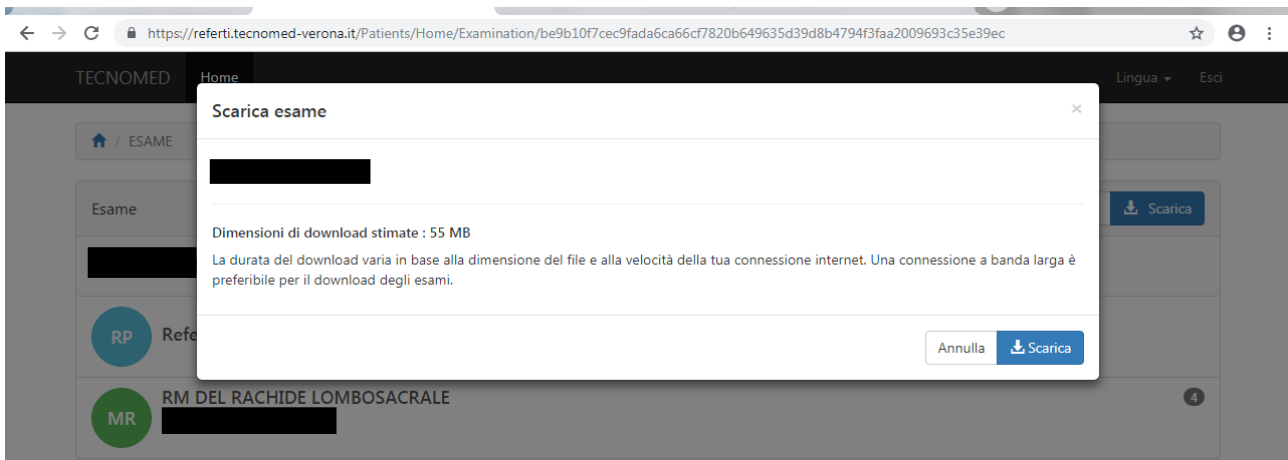 https://referti.tecnomed-verona.it/Patients/Home/Examination/be9b10f7cec9fada6ca66cf7820b649635d39d8b4794f3faa2009693c35e39ec
TECNOMED Home Lingua Esci
Scarica esame ×
/ ESAME
Esame Scarica
Dimensioni di download stimate : 55 MB
La durata del download varia in base alla dimensione del file e alla velocità della tua connessione internet. Una connessione a banda larga è
preferibile per il download degli esami.
RP Refe
Annulla Scarica
RM DEL RACHIDE LOMBOSACRALE 4
MR